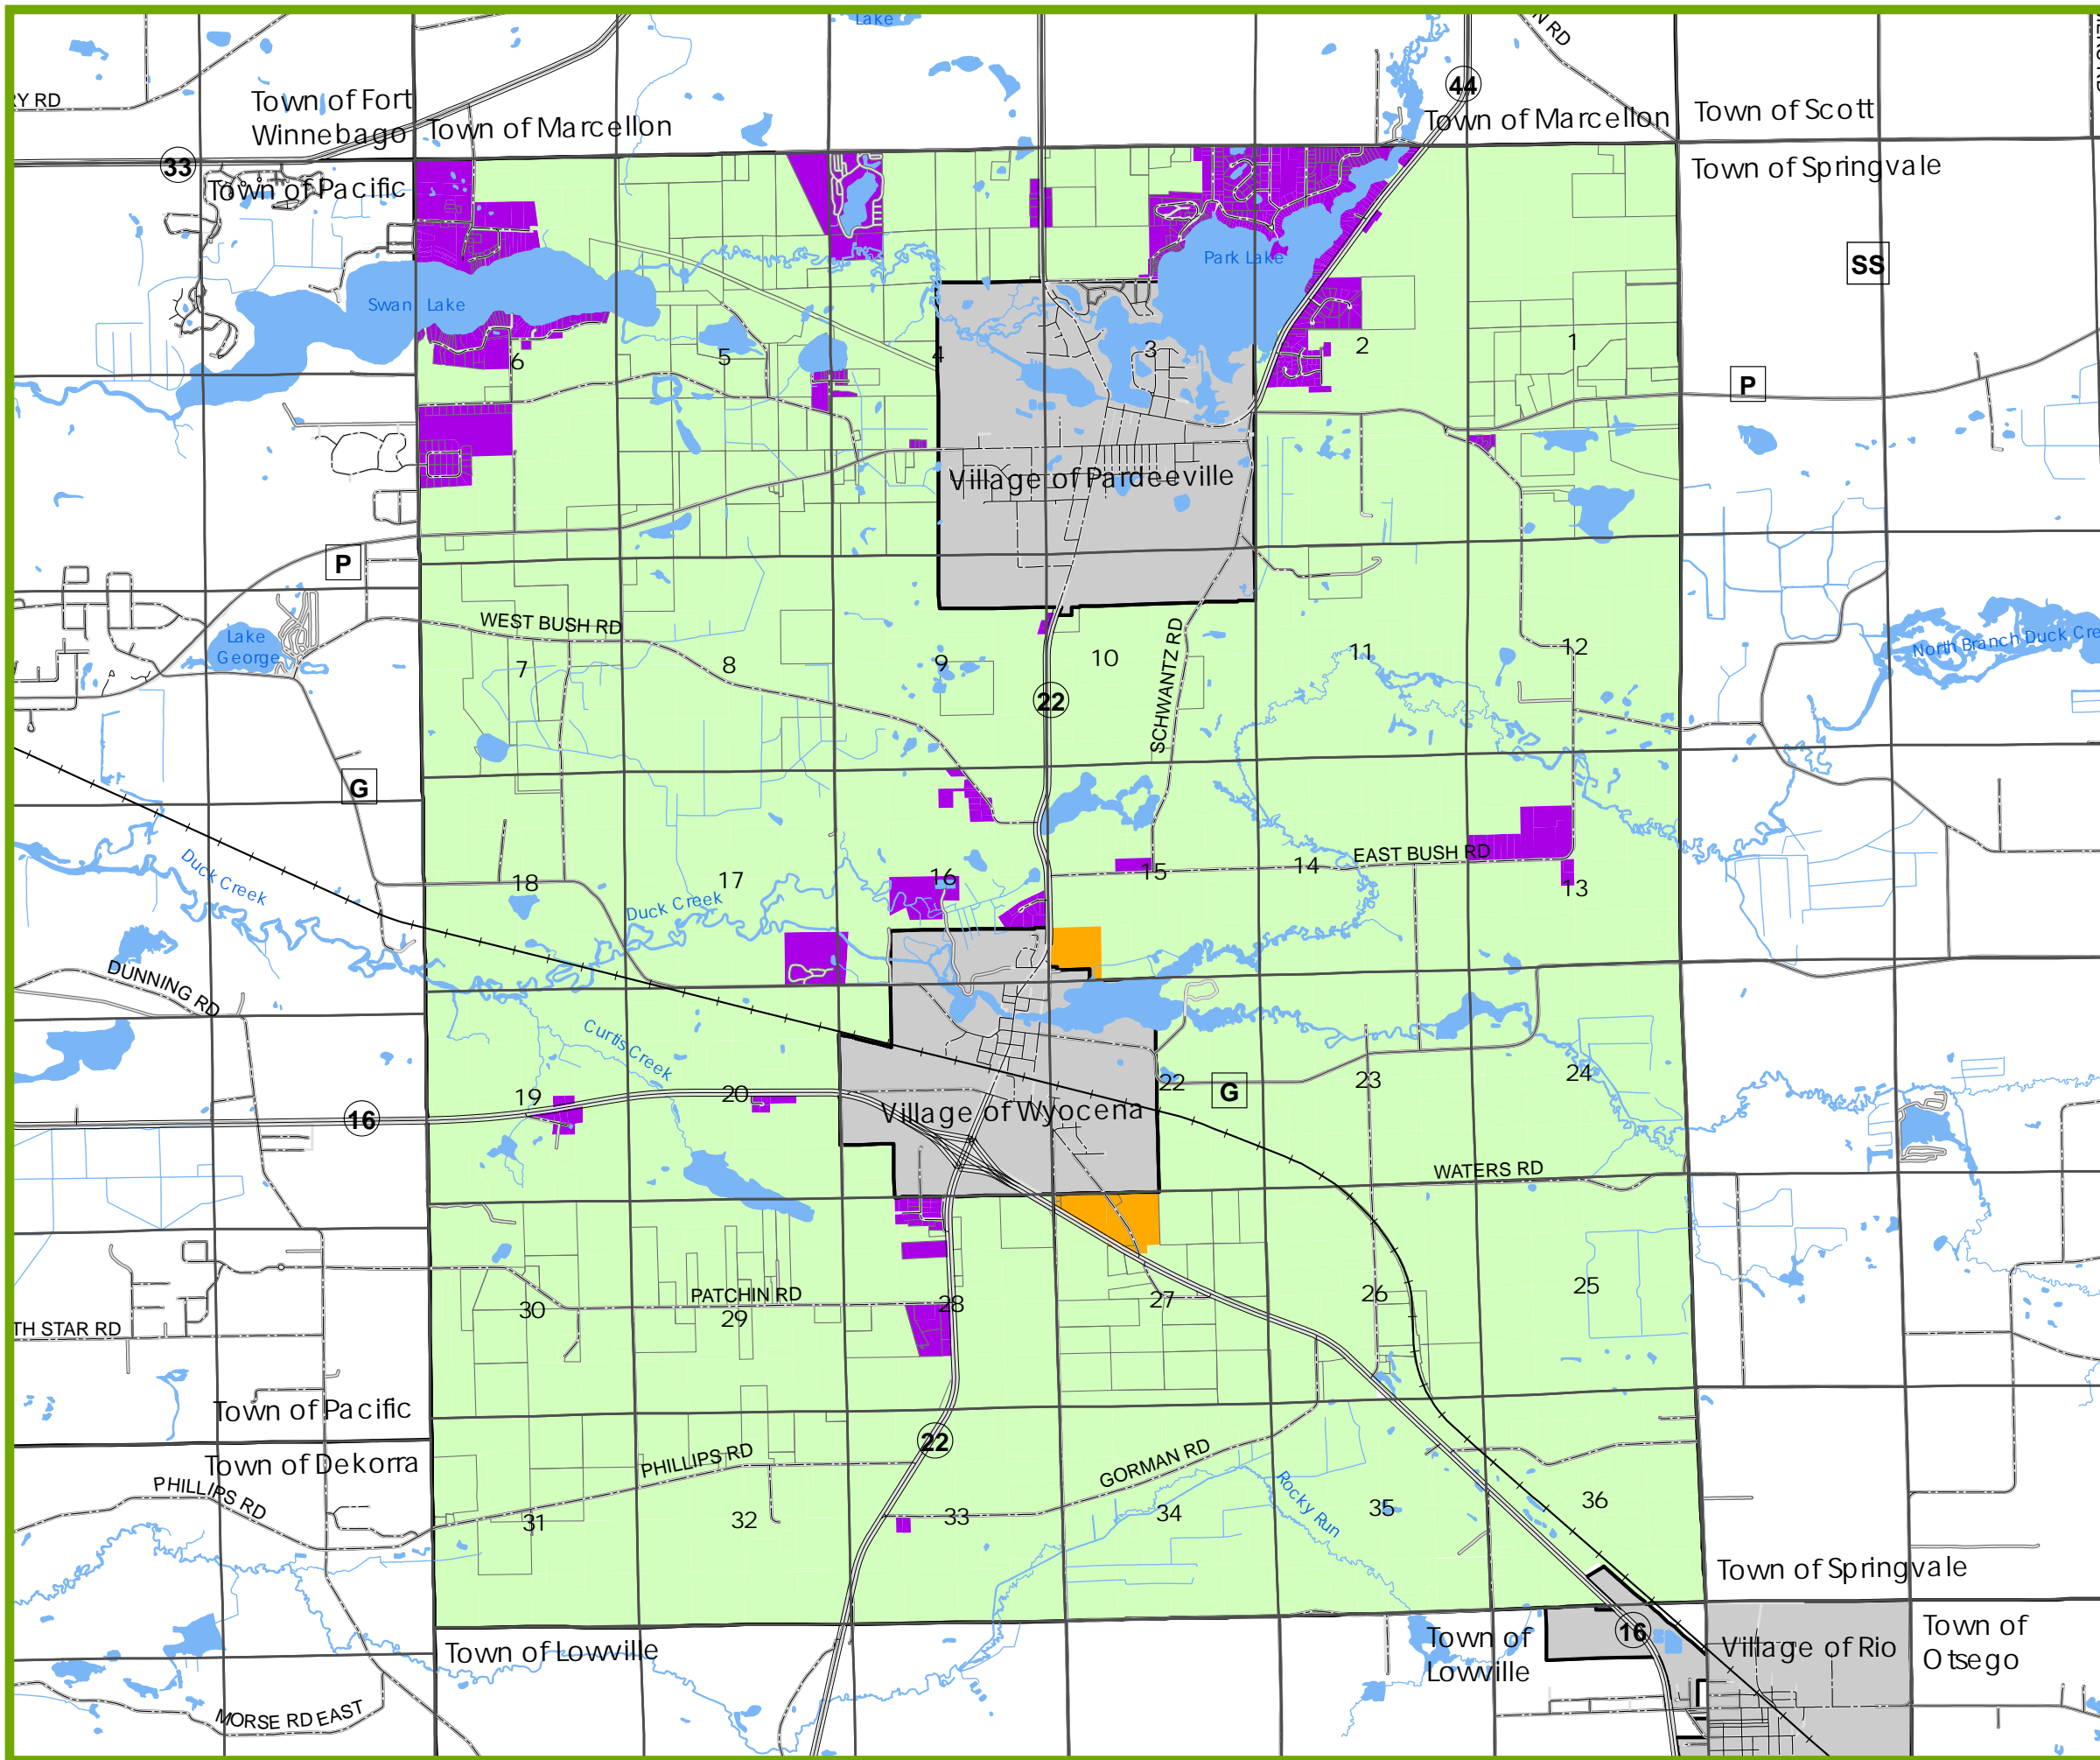 Lake
N RD
44
RY RD
Town of Fort
Winnebago
Town of Marcellon
Town of Marcellon
Town of Scott
33
Town of Pacific
Town of Springvale
Park Lake
SS
Swan Lake
6
5
4
3
2
1
P
Village of Pardeeville
P
WEST BUSH RD
Lake
George
7
8
9
10
11
12
North Branch Duck Cre
SCHWANTZ RD
22
G
Duck Creek
18
17
16
15
14
EAST BUSH RD
13
Duck Creek
DUNNING RD
Curtis Creek
19
20
22
G
23
24
16
Village of Wyocena
WATERS RD
PATCHIN RD
30
29
28
27
26
25
TH STAR RD
Town of Pacific
22
Town of Dekorra
PHILLIPS RD
PHILLIPS RD
GORMAN RD
Rocky Run
31
32
33
34
35
36
Town of Springvale
Town of Lowville
Town of
Lowville
16
Village of Rio
Town of
Otsego
MORSE RD EAST